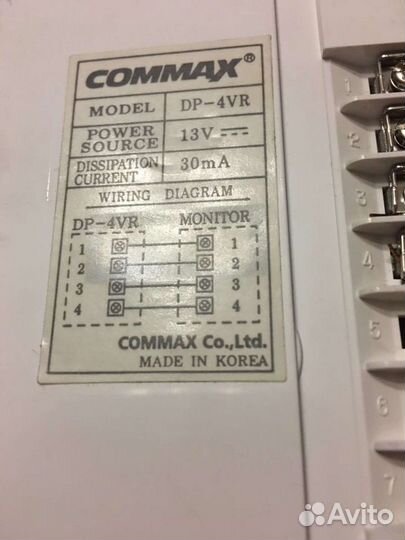 COMMAX®
MODEL DP-4VR
POWER SOURCE 13V ⎓
DISSIPATION CURRENT 30mA
WIRING DIAGRAM
DP-4VR MONITOR
1 1
2 2
3 3
4 4
COMMAX Co.,Ltd.
MADE IN KOREA
1
2
3
4
5
6
7
Avito